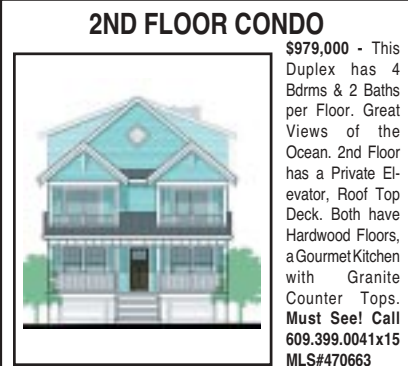 2ND FLOOR CONDO
$979,000 - This
Duplex has 4
Bdrms & 2 Baths
per Floor. Great
Views of the
Ocean. 2nd Floor
has a Private El-
evator, Roof Top
Deck. Both have
Hardwood Floors,
a Gourmet Kitchen
with Granite
Counter Tops.
Must See! Call
609.399.0041x15
MLS#470663